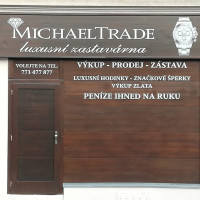 MICHAELTRADE
luxusní zastavárna
VOLEJTE NA TEL.
773 477 877
VÝKUP - PRODEJ - ZÁSTAVA
LUXUSNÍ HODINKY - ZNAČKOVÉ ŠPERKY
VÝKUP ZLATA
PENÍZE IHNED NA RUKU